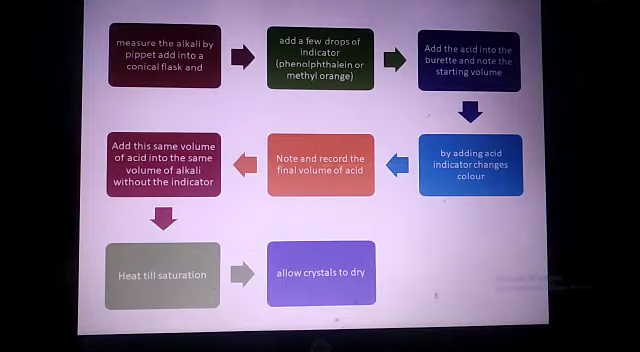 measure the alkali by
pippet add into a
conical flask and
add a few drops of
indicator
(phenolphthalein or
methyl orange)
Add the acid into the
burette and note the
starting volume
by adding acid
indicator changes
colour
Note and record the
final volume of acid
Add this same volume
of acid into the same
volume of alkali
without the indicator
Heat till saturation
allow crystals to dry